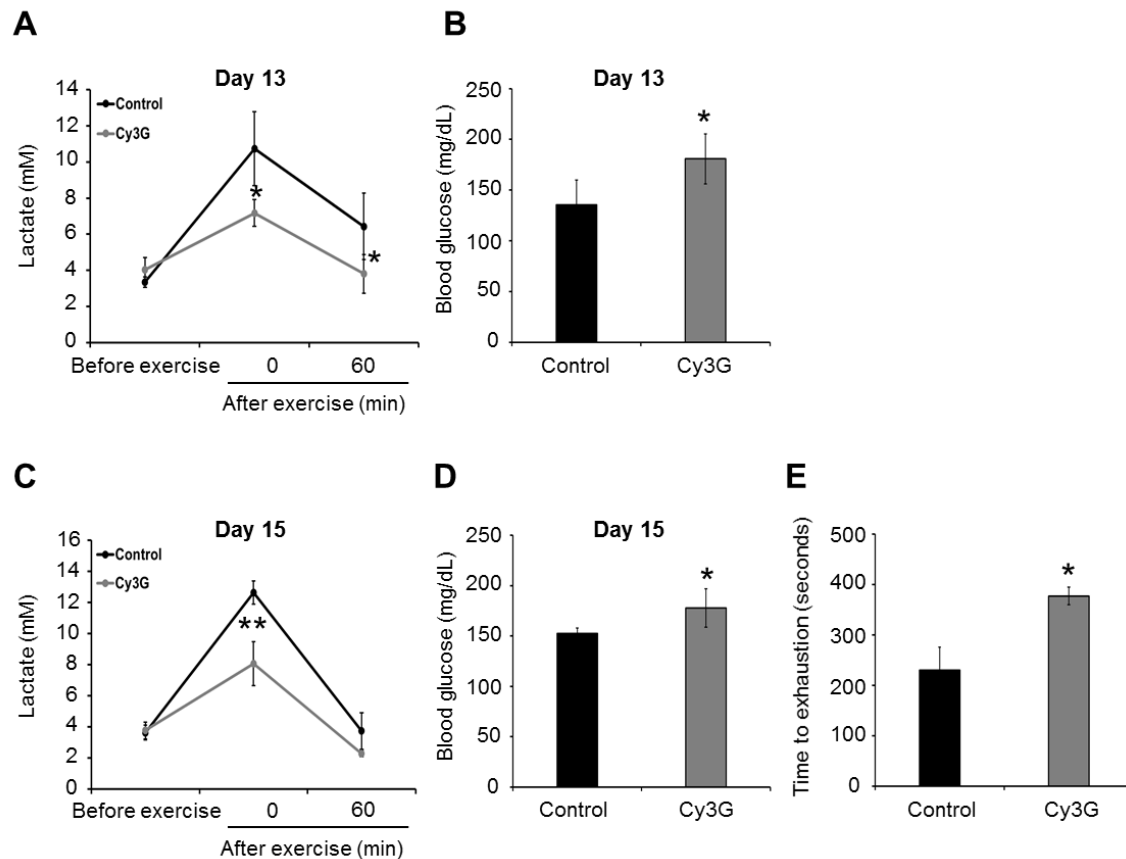 A
Day 13
Lactate (mM)
14
12
10
8
6
4
2
0
Control
Cy3G
*
*
Before exercise 0 60
After exercise (min)
B
Day 13
Blood glucose (mg/dL)
250
200
150
100
50
0
*
Control Cy3G
C
Day 15
Lactate (mM)
16
14
12
10
8
6
4
2
0
Control
Cy3G
**
Before exercise 0 60
After exercise (min)
D
Day 15
Blood glucose (mg/dL)
250
200
150
100
50
0
*
Control Cy3G
E
Time to exhaustion (seconds)
500
400
300
200
100
0
*
Control Cy3G